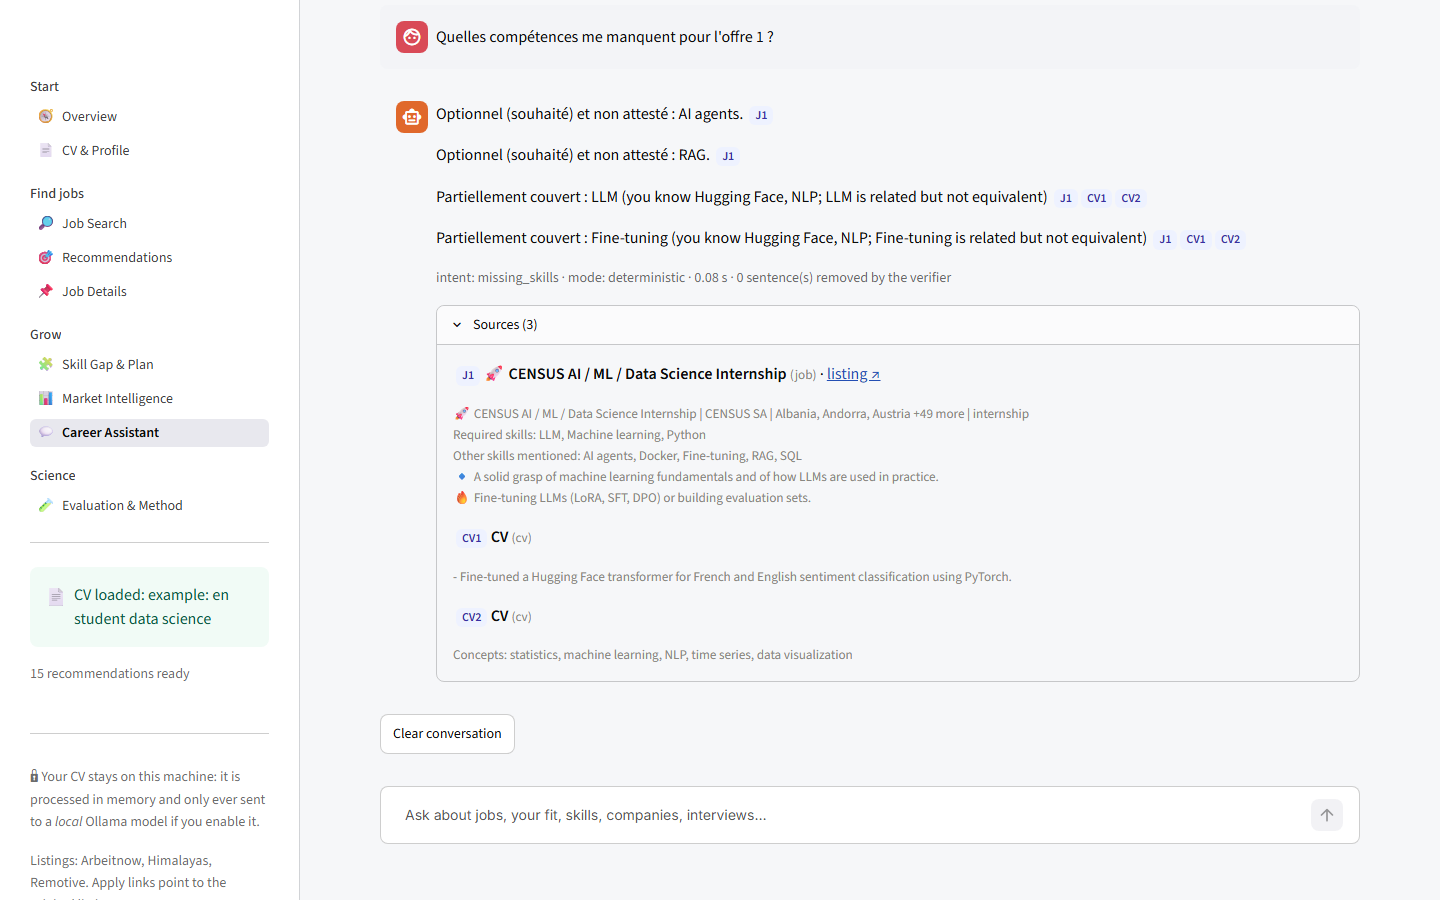 Start
Overview
CV & Profile
Find jobs
Job Search
Recommendations
Job Details
Grow
Skill Gap & Plan
Market Intelligence
Career Assistant
Science
Evaluation & Method
CV loaded: example: en
student data science
15 recommendations ready
Your CV stays on this machine: it is
processed in memory and only ever sent
to a local Ollama model if you enable it.
Listings: Arbeitnow, Himalayas,
Remotive. Apply links point to the
Quelles compétences me manquent pour l'offre 1 ?
Optionnel (souhaité) et non attesté : AI agents. J1
Optionnel (souhaité) et non attesté : RAG. J1
Partiellement couvert : LLM (you know Hugging Face, NLP; LLM is related but not equivalent) J1 CV1 CV2
Partiellement couvert : Fine-tuning (you know Hugging Face, NLP; Fine-tuning is related but not equivalent) J1 CV1 CV2
intent: missing_skills · mode: deterministic · 0.08 s · 0 sentence(s) removed by the verifier
Sources (3)
J1 🚀 CENSUS AI / ML / Data Science Internship (job) · listing ↗
🚀 CENSUS AI / ML / Data Science Internship | CENSUS SA | Albania, Andorra, Austria +49 more | internship
Required skills: LLM, Machine learning, Python
Other skills mentioned: AI agents, Docker, Fine-tuning, RAG, SQL
🔹 A solid grasp of machine learning fundamentals and of how LLMs are used in practice.
🔥 Fine-tuning LLMs (LoRA, SFT, DPO) or building evaluation sets.
CV1 CV (cv)
- Fine-tuned a Hugging Face transformer for French and English sentiment classification using PyTorch.
CV2 CV (cv)
Concepts: statistics, machine learning, NLP, time series, data visualization
Clear conversation
Ask about jobs, your fit, skills, companies, interviews...